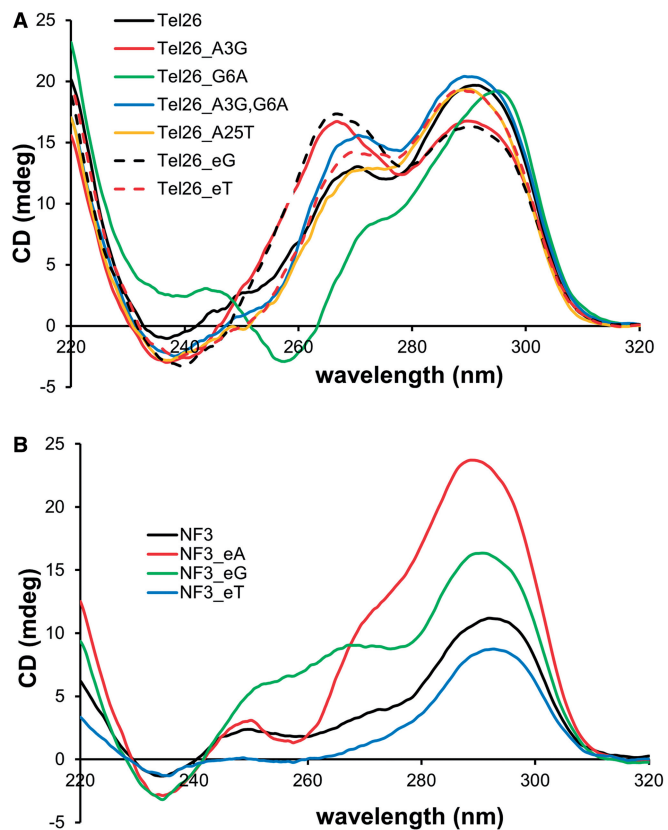 A
Tel26
Tel26_A3G
Tel26_G6A
Tel26_A3G,G6A
Tel26_A25T
Tel26_eG
Tel26_eT
25
20
15
10
5
0
-5
CD (mdeg)
220 240 260 280 300 320
wavelength (nm)
B
NF3
NF3_eA
NF3_eG
NF3_eT
25
20
15
10
5
0
-5
CD (mdeg)
220 240 260 280 300 320
wavelength (nm)